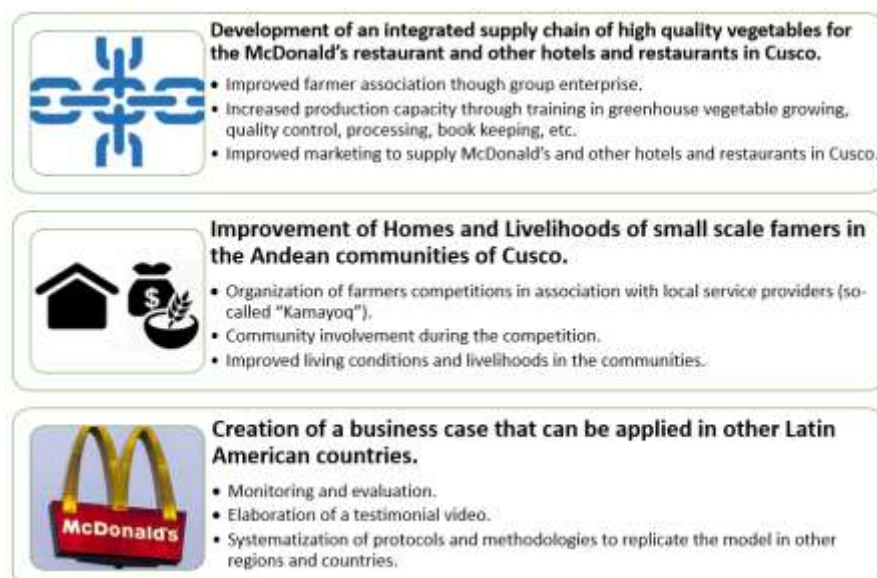 Development of an integrated supply chain of high quality vegetables for
the McDonald's restaurant and other hotels and restaurants in Cusco.
• Improved farmer association though group enterprise.
• Increased production capacity through training in greenhouse vegetable growing,
quality control, processing, book keeping, etc.
• Improved marketing to supply McDonald's and other hotels and restaurants in Cusco.
$
Improvement of Homes and Livelihoods of small scale famers in
the Andean communities of Cusco.
• Organization of farmers competitions in association with local service providers (so-
called "Kamayoq").
• Community involvement during the competition.
• Improved living conditions and livelihoods in the communities.
McDonald's
Creation of a business case that can be applied in other Latin
American countries.
• Monitoring and evaluation.
• Elaboration of a testimonial video.
• Systematization of protocols and methodologies to replicate the model in other
regions and countries.